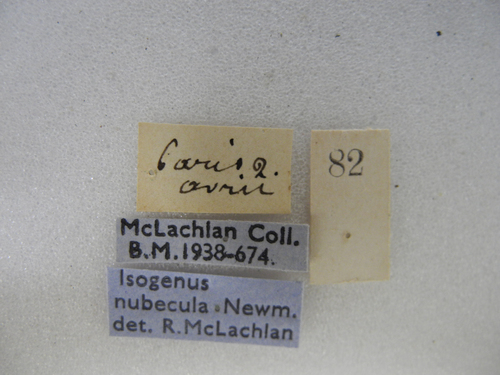 Paris 2.
avril
82
McLachlan Coll.
B.M.1938-674.
Isogenus
nubecula Newm.
det. R.McLachlan